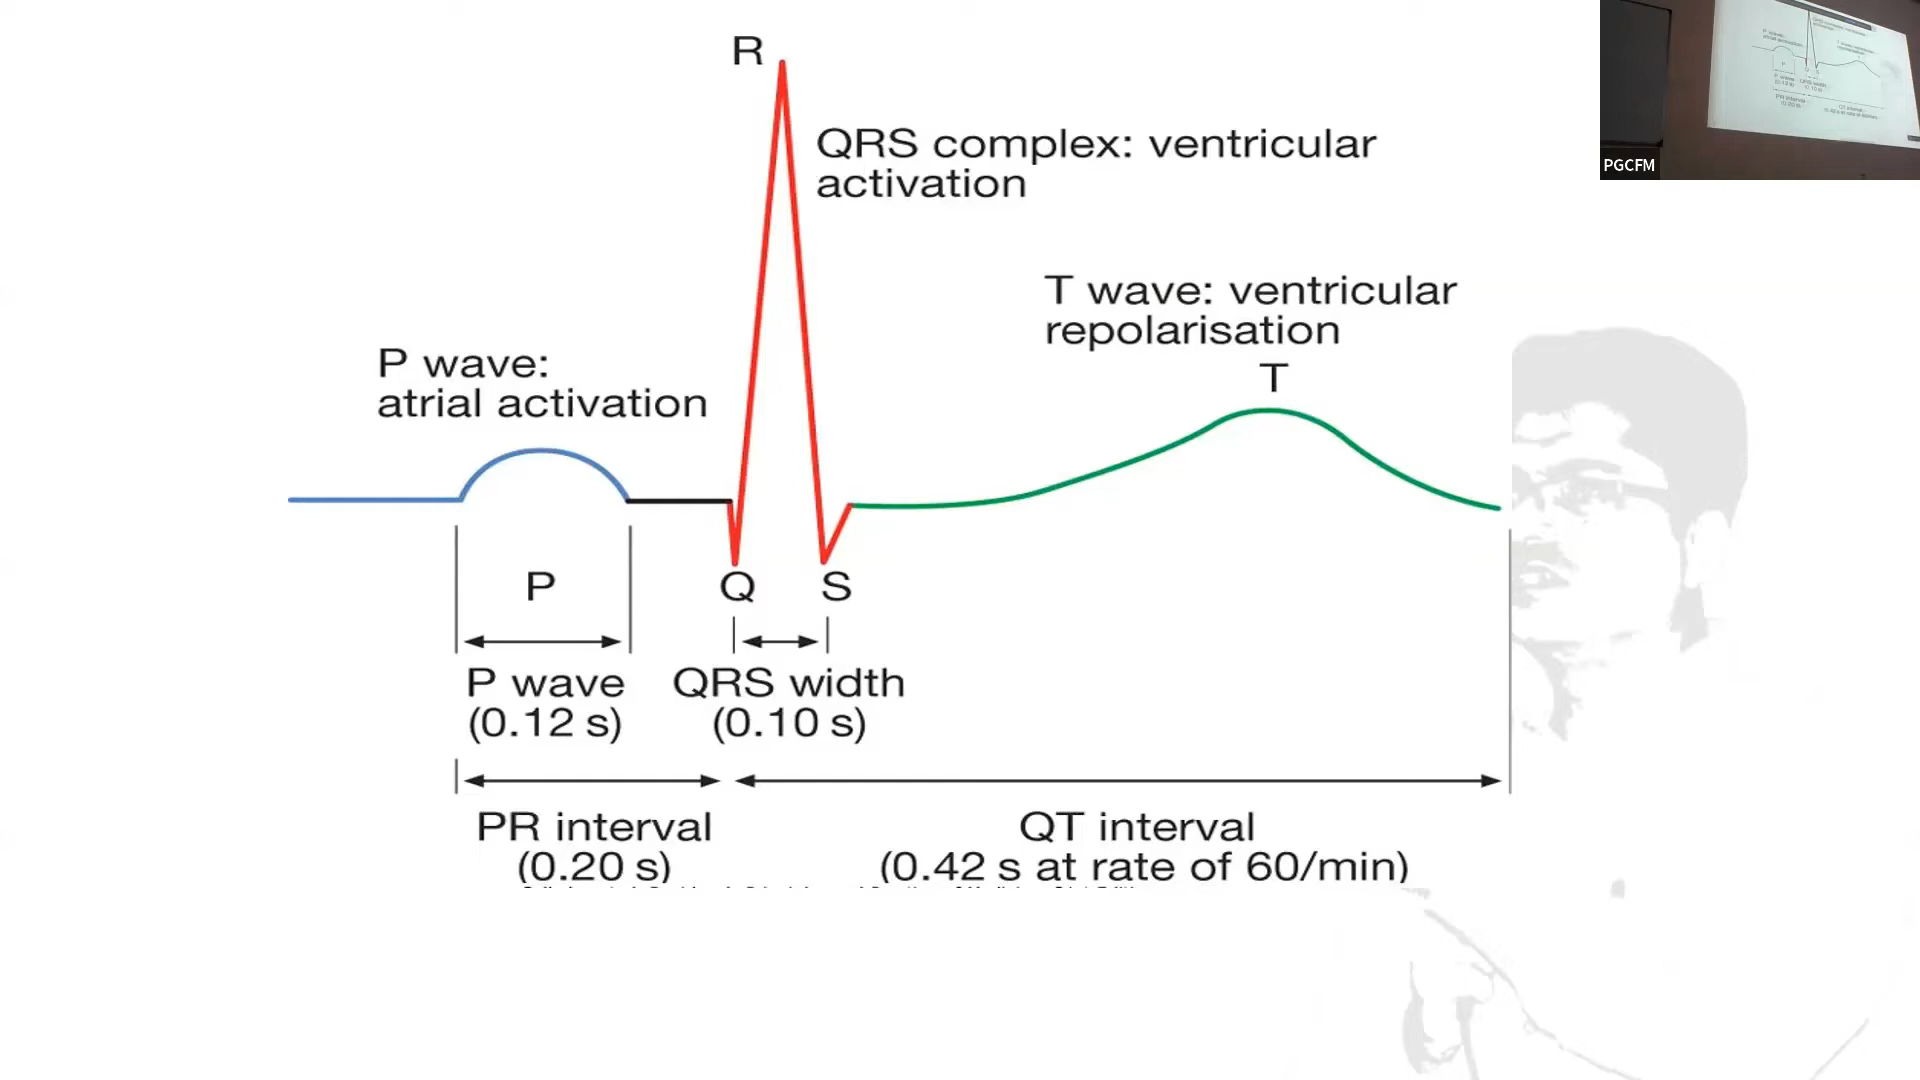 R
QRS complex: ventricular
activation
T wave: ventricular
repolarisation
T
P wave:
atrial activation
P
Q
S
P wave
(0.12 s)
QRS width
(0.10 s)
PR interval
(0.20 s)
QT interval
(0.42 s at rate of 60/min)
PGCFM